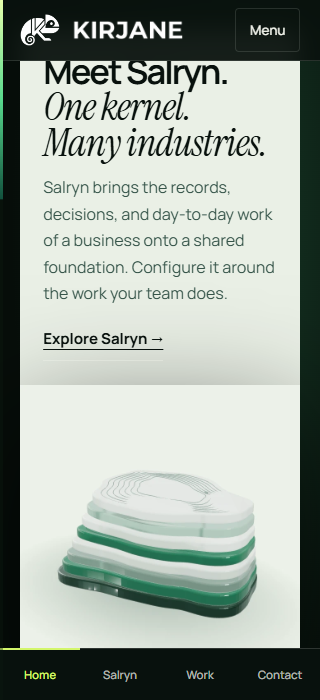 KIRJANE
Menu
Meet Salryn.
One kernel.
Many industries.
Salryn brings the records,
decisions, and day-to-day work
of a business onto a shared
foundation. Configure it around
the work your team does.
Explore Salryn →
Home
Salryn
Work
Contact